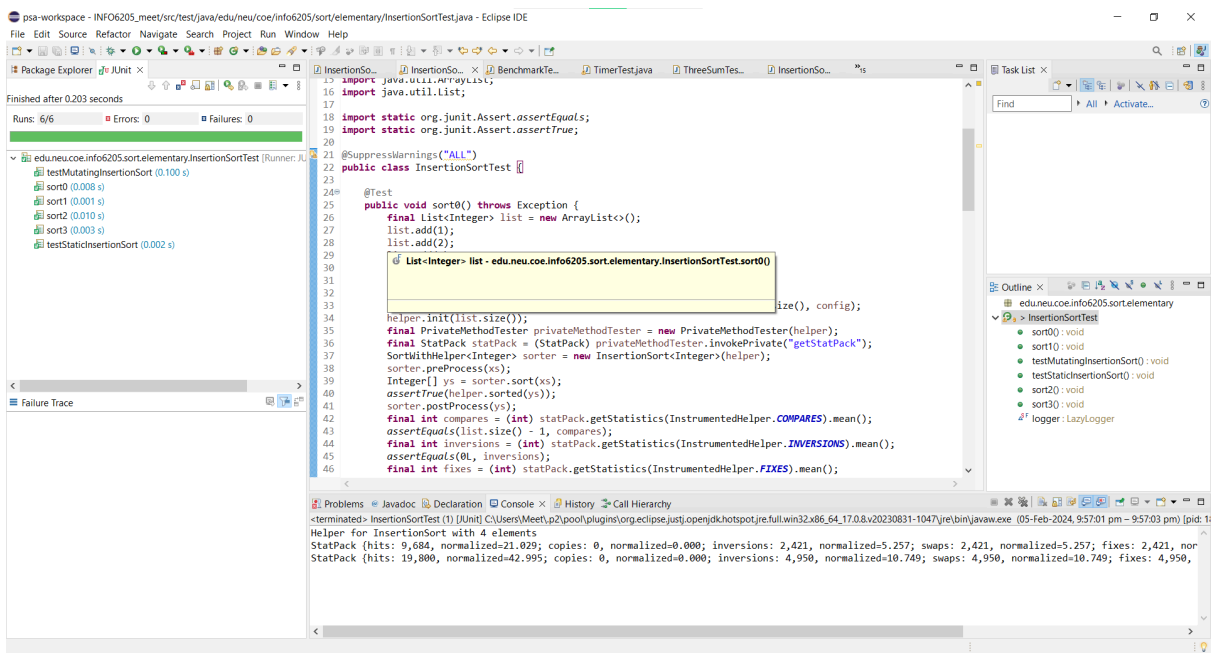 psa-workspace - INFO6205_meet/src/test/java/edu/neu/coe/info6205/sort/elementary/InsertionSortTest.java - Eclipse IDE
File Edit Source Refactor Navigate Search Project Run Window Help
Package Explorer JUnit
Finished after 0.203 seconds
Runs: 6/6 Errors: 0 Failures: 0
edu.neu.coe.info6205.sort.elementary.InsertionSortTest [Runner: JU
testMutatingInsertionSort (0.100 s)
sort0 (0.008 s)
sort1 (0.001 s)
sort2 (0.010 s)
sort3 (0.003 s)
testStaticInsertionSort (0.002 s)
Failure Trace
InsertionSo... InsertionSo... BenchmarkTe... TimerTest.java ThreeSumTes... InsertionSo... »15
15 import java.util.ArrayList;
16 import java.util.List;
17
18 import static org.junit.Assert.assertEquals;
19 import static org.junit.Assert.assertTrue;
20
21 @SuppressWarnings("ALL")
22 public class InsertionSortTest {
23
24 @Test
25 public void sort0() throws Exception {
26 final List<Integer> list = new ArrayList<>();
27 list.add(1);
28 list.add(2);
29
List<Integer> list - edu.neu.coe.info6205.sort.elementary.InsertionSortTest.sort0()
30
31
32
33 ize(), config);
34 helper.init(list.size());
35 final PrivateMethodTester privateMethodTester = new PrivateMethodTester(helper);
36 final StatPack statPack = (StatPack) privateMethodTester.invokePrivate("getStatPack");
37 SortWithHelper<Integer> sorter = new InsertionSort<Integer>(helper);
38 sorter.preProcess(xs);
39 Integer[] ys = sorter.sort(xs);
40 assertTrue(helper.sorted(ys));
41 sorter.postProcess(ys);
42 final int compares = (int) statPack.getStatistics(InstrumentedHelper.COMPARES).mean();
43 assertEquals(list.size() - 1, compares);
44 final int inversions = (int) statPack.getStatistics(InstrumentedHelper.INVERSIONS).mean();
45 assertEquals(0L, inversions);
46 final int fixes = (int) statPack.getStatistics(InstrumentedHelper.FIXES).mean();
Task List
Find All Activate...
Outline
edu.neu.coe.info6205.sort.elementary
> InsertionSortTest
sort0() : void
sort1() : void
testMutatingInsertionSort() : void
testStaticInsertionSort() : void
sort2() : void
sort3() : void
logger : LazyLogger
Problems Javadoc Declaration Console History Call Hierarchy
<terminated> InsertionSortTest (1) [JUnit] C:\Users\Meet\.p2\pool\plugins\org.eclipse.justj.openjdk.hotspot.jre.full.win32.x86_64_17.0.8.v20230831-1047\jre\bin\javaw.exe (05-Feb-2024, 9:57:01 pm – 9:57:03 pm) [pid: 1
Helper for InsertionSort with 4 elements
StatPack {hits: 9,684, normalized=21.029; copies: 0, normalized=0.000; inversions: 2,421, normalized=5.257; swaps: 2,421, normalized=5.257; fixes: 2,421, nor
StatPack {hits: 19,800, normalized=42.995; copies: 0, normalized=0.000; inversions: 4,950, normalized=10.749; swaps: 4,950, normalized=10.749; fixes: 4,950,